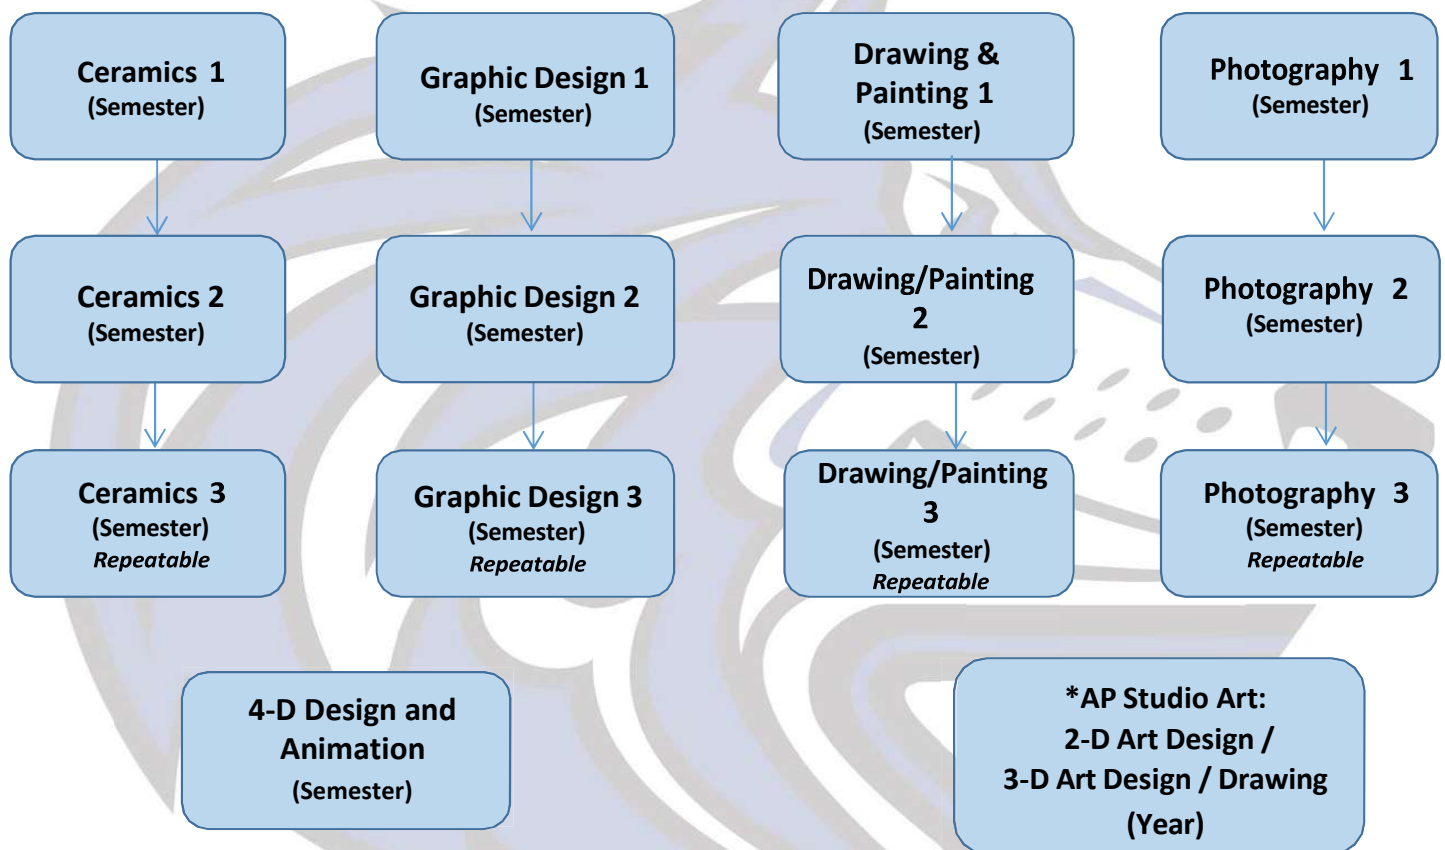 Ceramics 1
(Semester)
Graphic Design 1
(Semester)
Drawing &
Painting 1
(Semester)
Photography 1
(Semester)
Ceramics 2
(Semester)
Graphic Design 2
(Semester)
Drawing/Painting
2
(Semester)
Photography 2
(Semester)
Ceramics 3
(Semester)
Repeatable
Graphic Design 3
(Semester)
Repeatable
Drawing/Painting
3
(Semester)
Repeatable
Photography 3
(Semester)
Repeatable
4-D Design and
Animation
(Semester)
*AP Studio Art:
2-D Art Design /
3-D Art Design / Drawing
(Year)